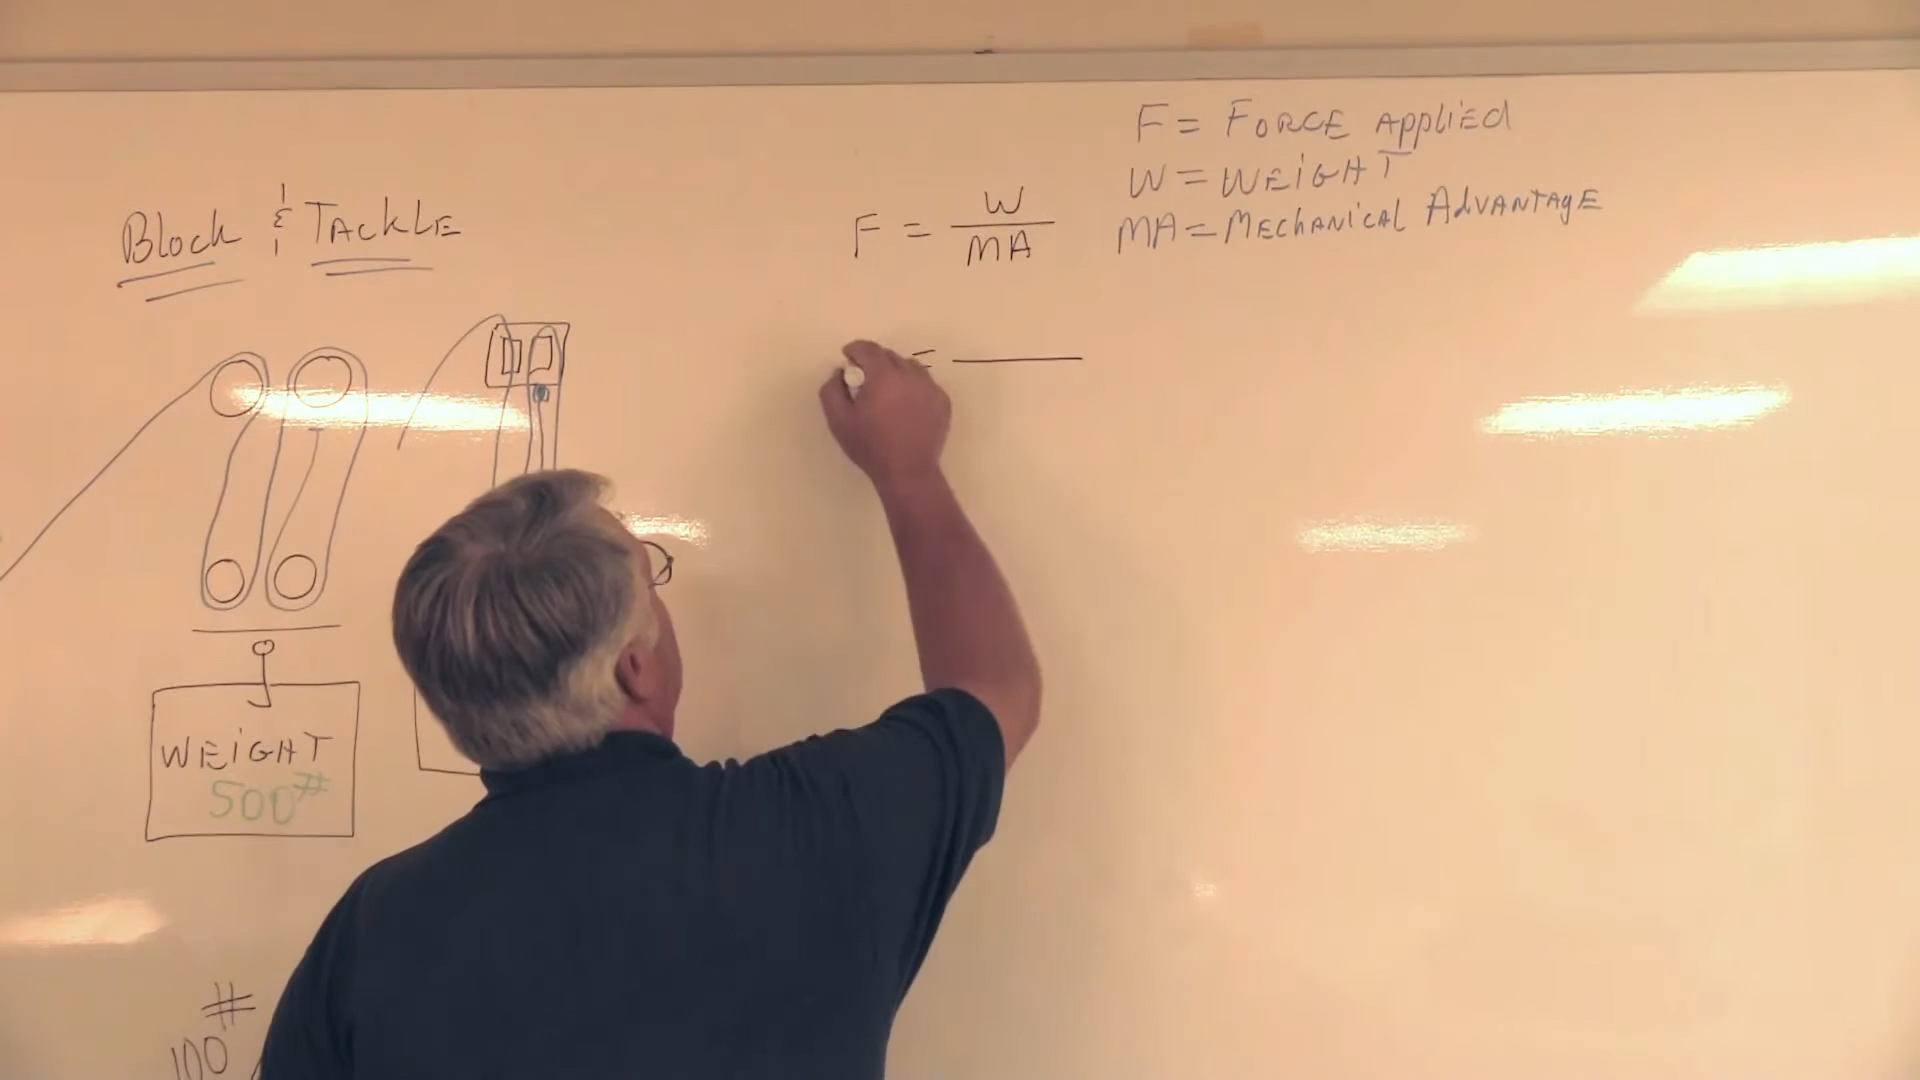 Block & TACKLE
F = W
MA
F = FORCE Applied
W = WEiGHT
MA = MEcHANiCAl AdvANTAgE
=
WEiGHT
500#
#
100